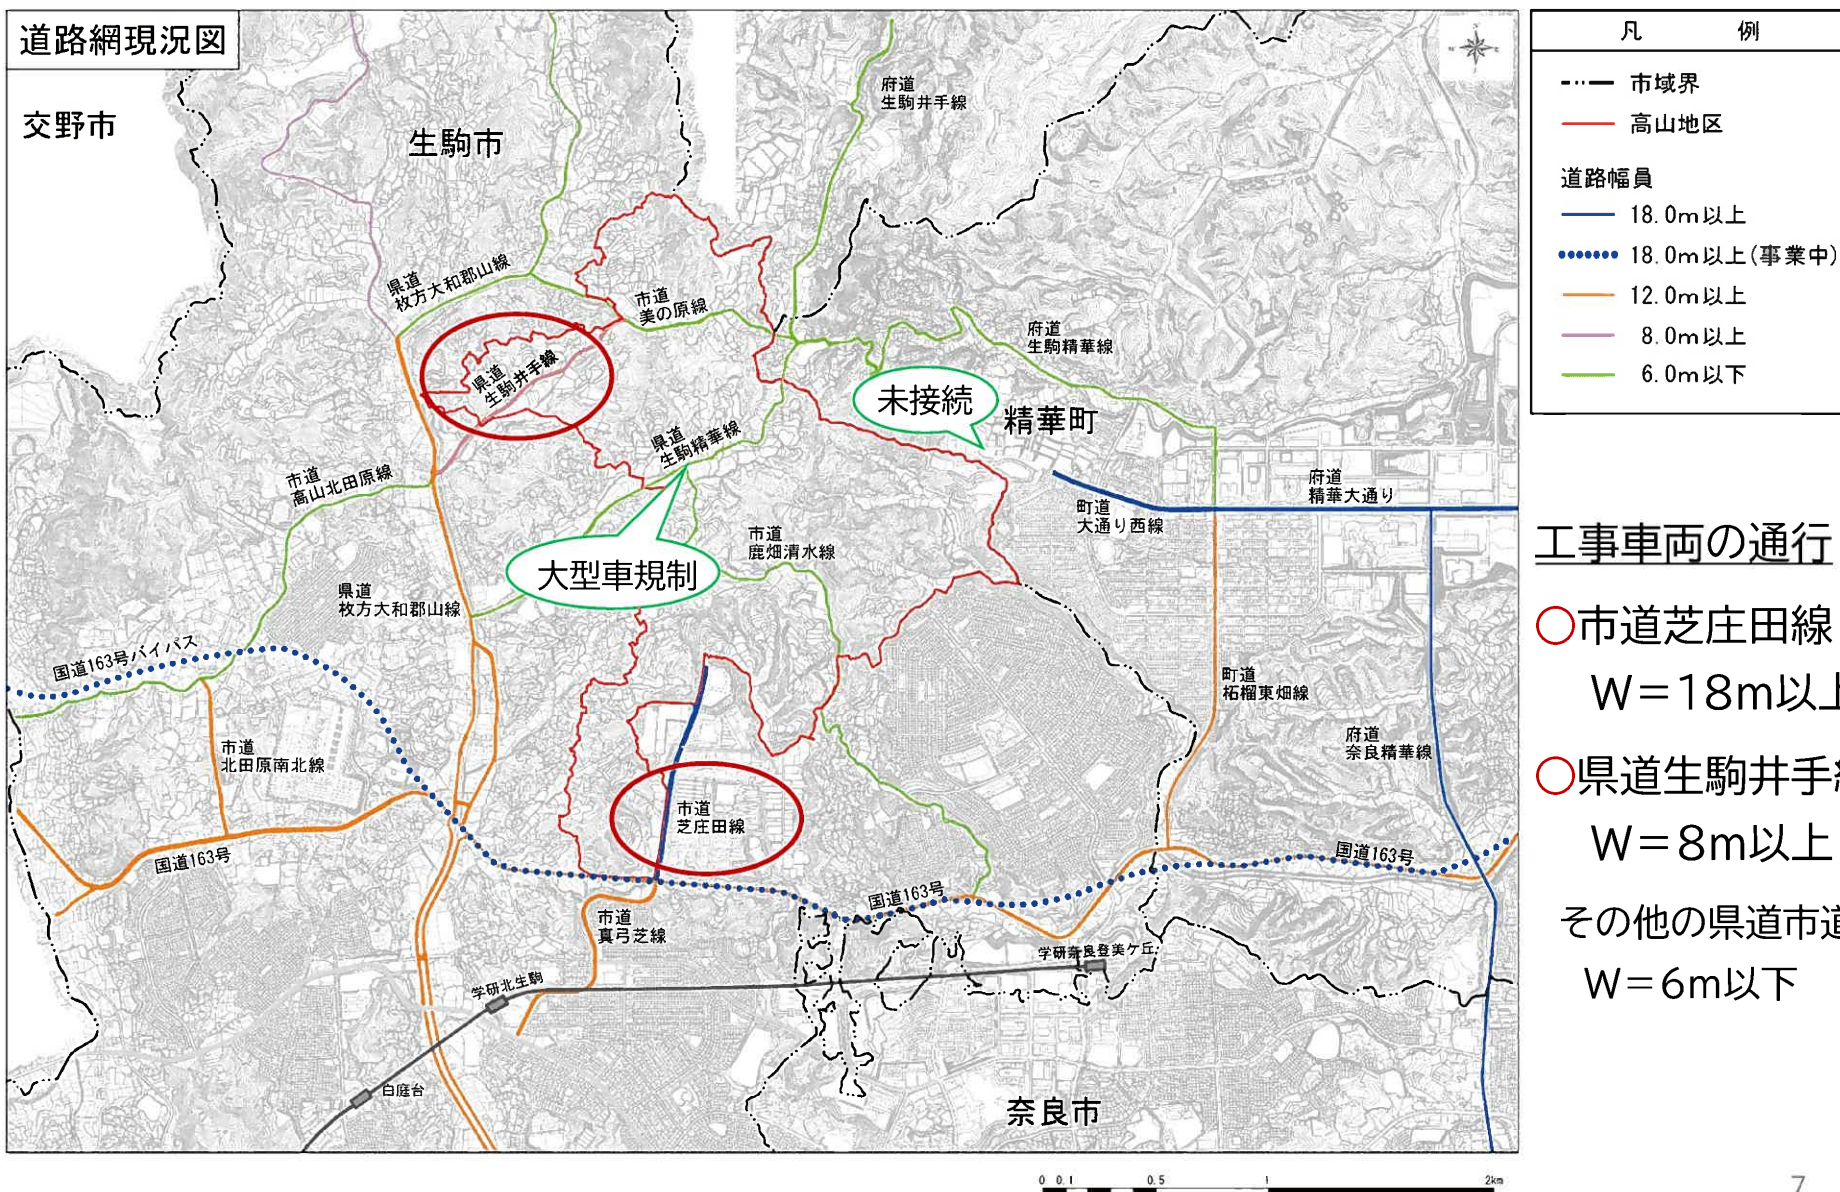 道路網現況図
交野市
生駒市
府道
生駒井手線
県道
枚方大和郡山線
市道
美の原線
府道
生駒精華線
県道
生駒井手線
未接続
精華町
県道
生駒精華線
市道
高山北田原線
府道
精華大通り
町道
大通り西線
市道
鹿畑清水線
大型車規制
県道
枚方大和郡山線
国道163号バイパス
町道
柘榴東畑線
市道
北田原南北線
府道
奈良精華線
市道
芝庄田線
国道163号
国道163号
国道163号
市道
真弓芝線
学研奈良登美ケ丘
学研北生駒
白庭台
奈良市
凡例
市域界
高山地区
道路幅員
18.0m以上
18.0m以上(事業中)
12.0m以上
8.0m以上
6.0m以下
工事車両の通行
○市道芝庄田線
W=18m以上
○県道生駒井手
W=8m以上
その他の県道市道
W=6m以下
0 0.1 0.5 1 2km
7